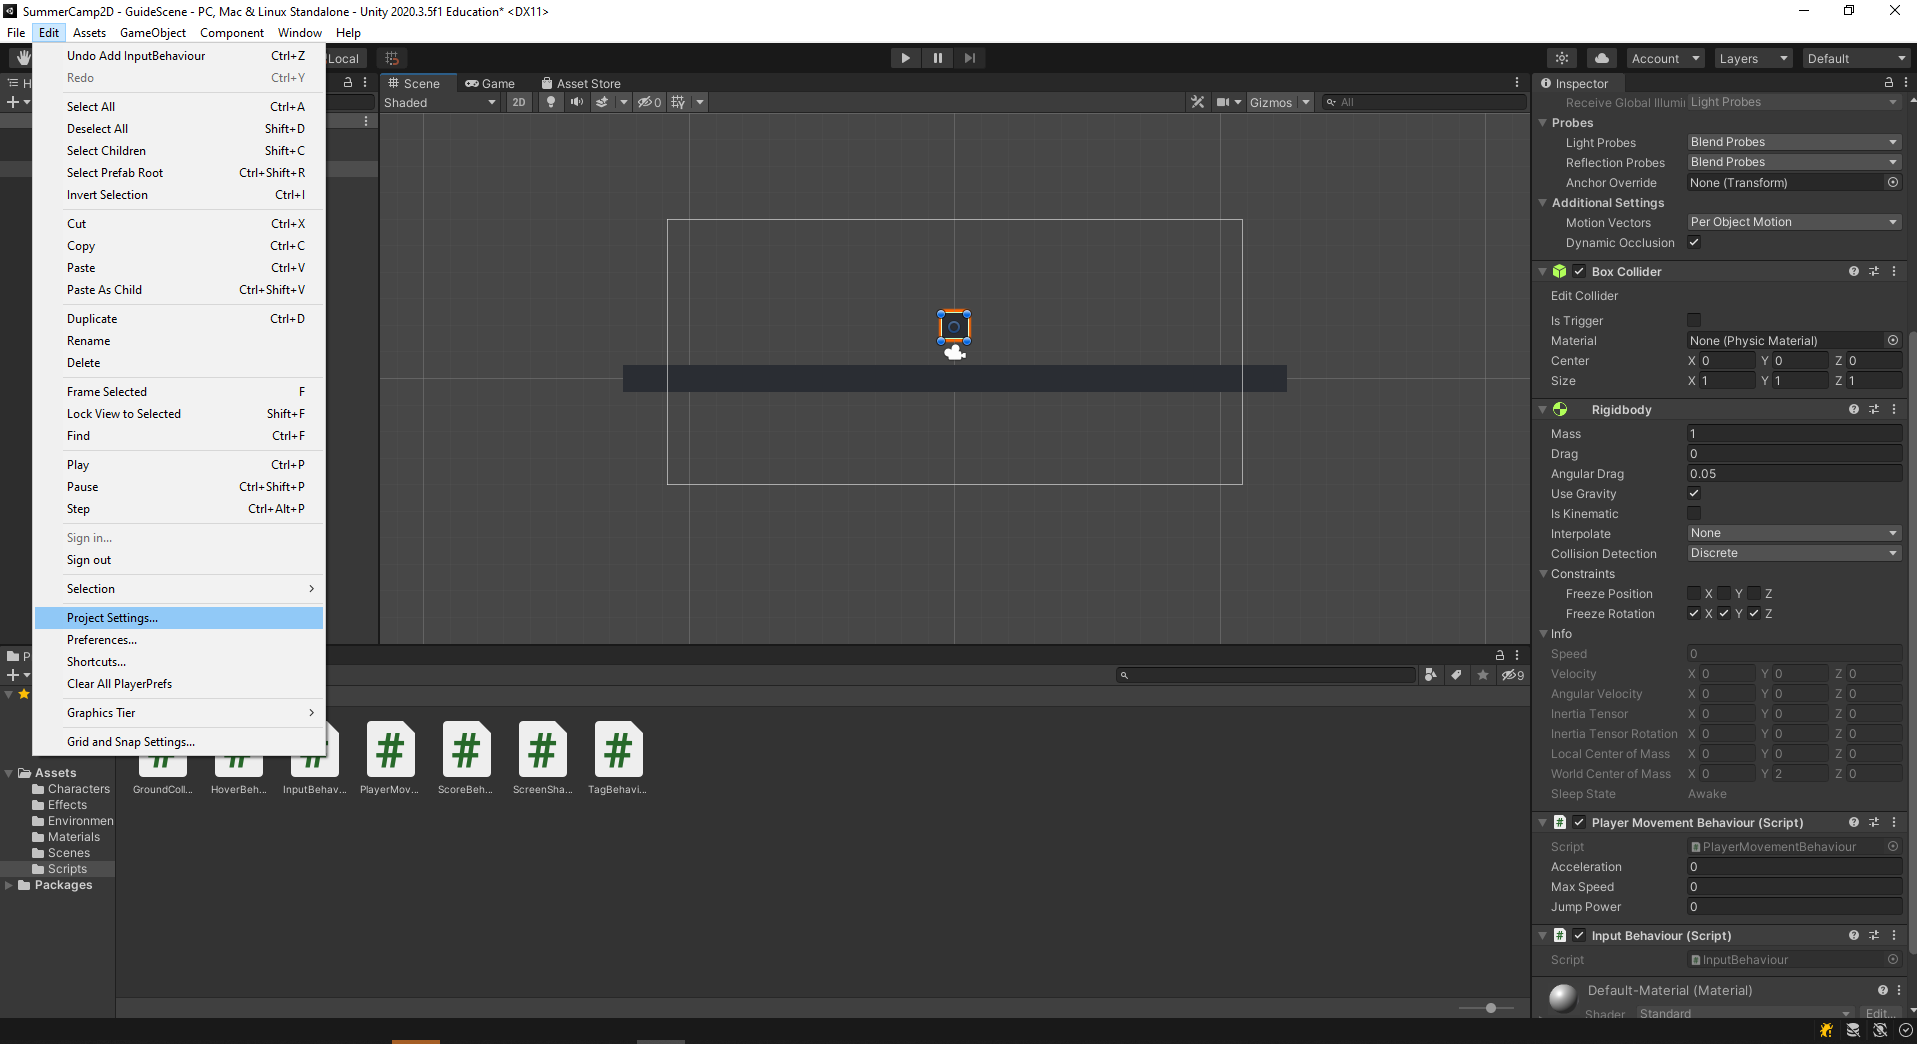 SummerCamp2D - GuideScene - PC, Mac & Linux Standalone - Unity 2020.3.5f1 Education* <DX11>
File Edit Assets GameObject Component Window Help
Local
Account Layers Default
Undo Add InputBehaviour Ctrl+Z
Redo Ctrl+Y
Select All Ctrl+A
Deselect All Shift+D
Select Children Shift+C
Select Prefab Root Ctrl+Shift+R
Invert Selection Ctrl+I
Cut Ctrl+X
Copy Ctrl+C
Paste Ctrl+V
Paste As Child Ctrl+Shift+V
Duplicate Ctrl+D
Rename
Delete
Frame Selected F
Lock View to Selected Shift+F
Find Ctrl+F
Play Ctrl+P
Pause Ctrl+Shift+P
Step Ctrl+Alt+P
Sign in...
Sign out
Selection
Project Settings...
Preferences...
Shortcuts...
Clear All PlayerPrefs
Graphics Tier
Grid and Snap Settings...
H
Scene Game Asset Store
Shaded 2D 0 Gizmos All
P
9
Assets
Characters
Effects
Environmen
Materials
Scenes
Scripts
Packages
GroundColl... HoverBeh... InputBehav... PlayerMov... ScoreBeh... ScreenSha... TagBehavi...
Inspector
Receive Global Illumi Light Probes
Probes
Light Probes Blend Probes
Reflection Probes Blend Probes
Anchor Override None (Transform)
Additional Settings
Motion Vectors Per Object Motion
Dynamic Occlusion
Box Collider
Edit Collider
Is Trigger
Material None (Physic Material)
Center X 0 Y 0 Z 0
Size X 1 Y 1 Z 1
Rigidbody
Mass 1
Drag 0
Angular Drag 0.05
Use Gravity
Is Kinematic
Interpolate None
Collision Detection Discrete
Constraints
Freeze Position X Y Z
Freeze Rotation X Y Z
Info
Speed 0
Velocity X 0 Y 0 Z 0
Angular Velocity X 0 Y 0 Z 0
Inertia Tensor X 0 Y 0 Z 0
Inertia Tensor Rotation X 0 Y 0 Z 0
Local Center of Mass X 0 Y 0 Z 0
World Center of Mass X 0 Y 2 Z 0
Sleep State Awake
# Player Movement Behaviour (Script)
Script PlayerMovementBehaviour
Acceleration 0
Max Speed 0
Jump Power 0
# Input Behaviour (Script)
Script InputBehaviour
Default-Material (Material)
Shader Standard Edit...